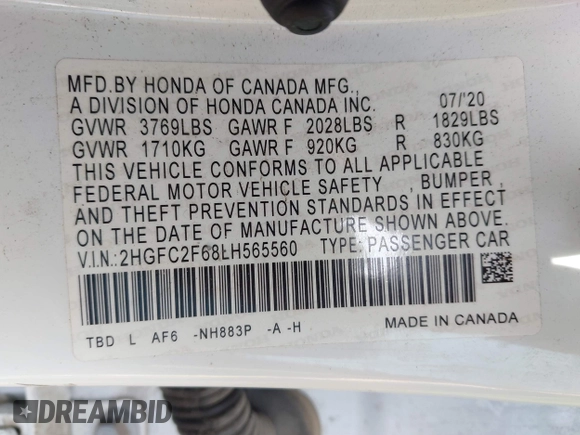 MFD.BY HONDA OF CANADA MFG.,
A DIVISION OF HONDA CANADA INC. 07/'20
GVWR 3769LBS GAWR F 2028LBS R 1829LBS
GVWR 1710KG GAWR F 920KG R 830KG
THIS VEHICLE CONFORMS TO ALL APPLICABLE
FEDERAL MOTOR VEHICLE SAFETY , BUMPER ,
AND THEFT PREVENTION STANDARDS IN EFFECT
ON THE DATE OF MANUFACTURE SHOWN ABOVE.
V.I.N.: 2HGFC2F68LH565560 TYPE: PASSENGER CAR
TBD L AF6 -NH883P -A -H MADE IN CANADA
DREAMBID